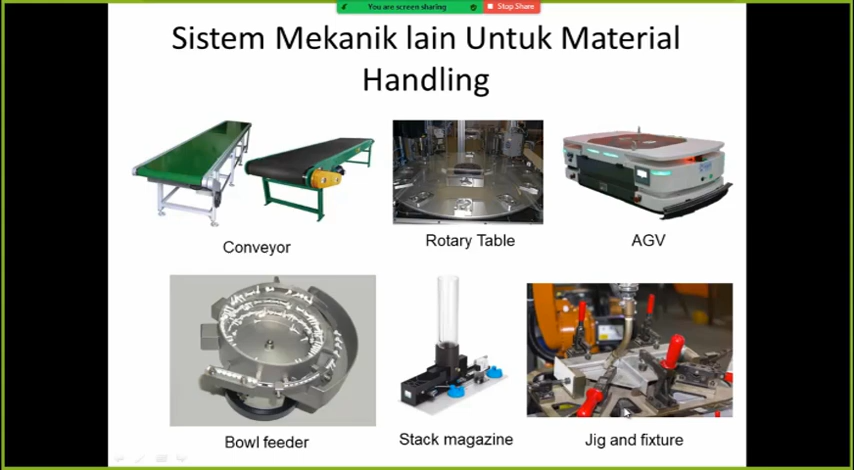 You are screen sharing
Stop Share
Sistem Mekanik lain Untuk Material
Handling
Conveyor
Rotary Table
AGV
Bowl feeder
Stack magazine
Jig and fixture